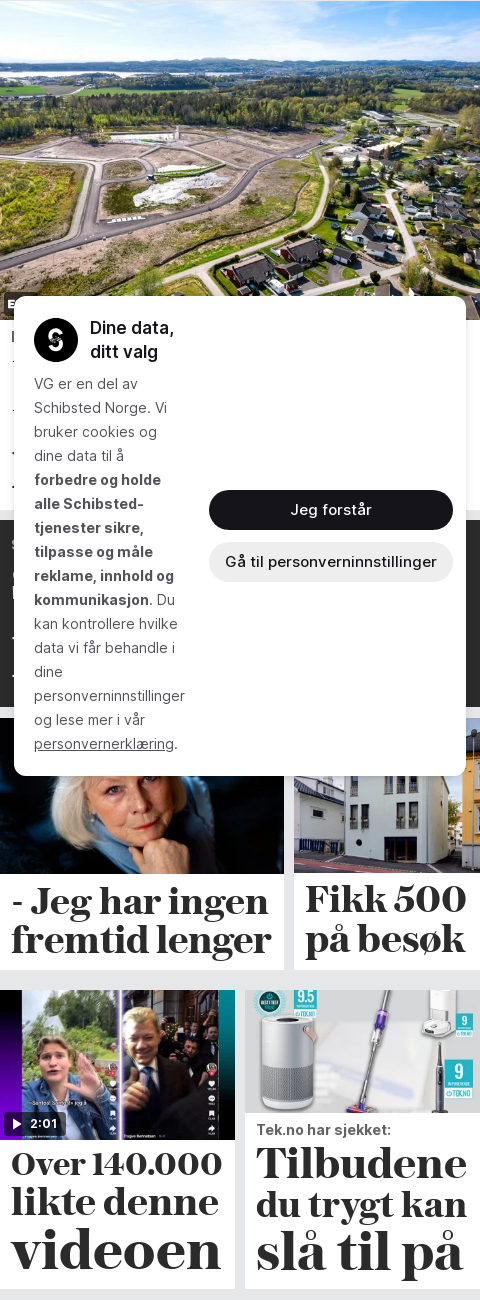 Dine data,
ditt valg
VG er en del av
Schibsted Norge. Vi
bruker cookies og
dine data til å
forbedre og holde
alle Schibsted-
tjenester sikre,
tilpasse og måle
reklame, innhold og
kommunikasjon. Du
kan kontrollere hvilke
data vi får behandle i
dine
personverninnstillinger
og lese mer i vår
personvernerklæring.
Jeg forstår
Gå til personverninnstillinger
- Jeg har ingen
fremtid lenger
Fikk 500
på besøk
2:01
Over 140.000
likte denne
videoen
9.5
TEK.NO
9
9
TEK.NO
Tek.no har sjekket:
Tilbudene
du trygt kan
slå til på